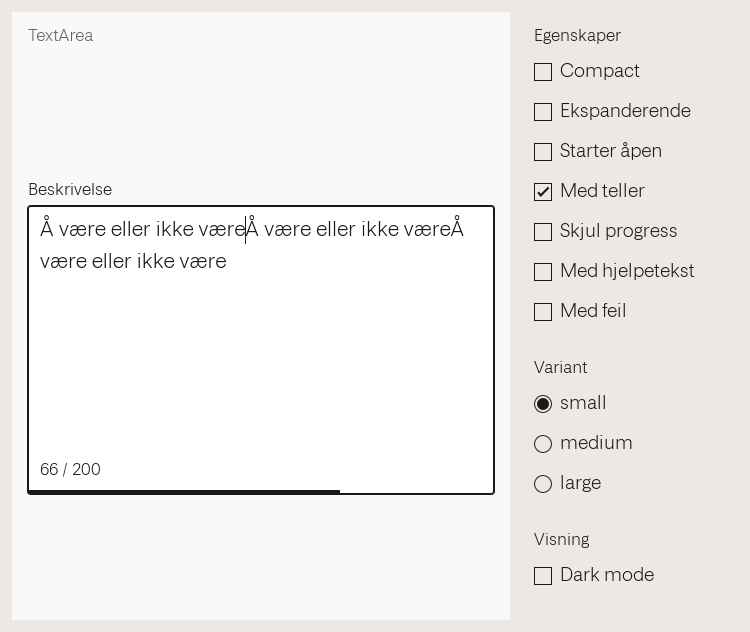 TextArea
Beskrivelse
Å være eller ikke væreÅ være eller ikke væreÅ
være eller ikke være
66 / 200
Egenskaper
Compact
Ekspanderende
Starter åpen
Med teller
Skjul progress
Med hjelpetekst
Med feil
Variant
small
medium
large
Visning
Dark mode